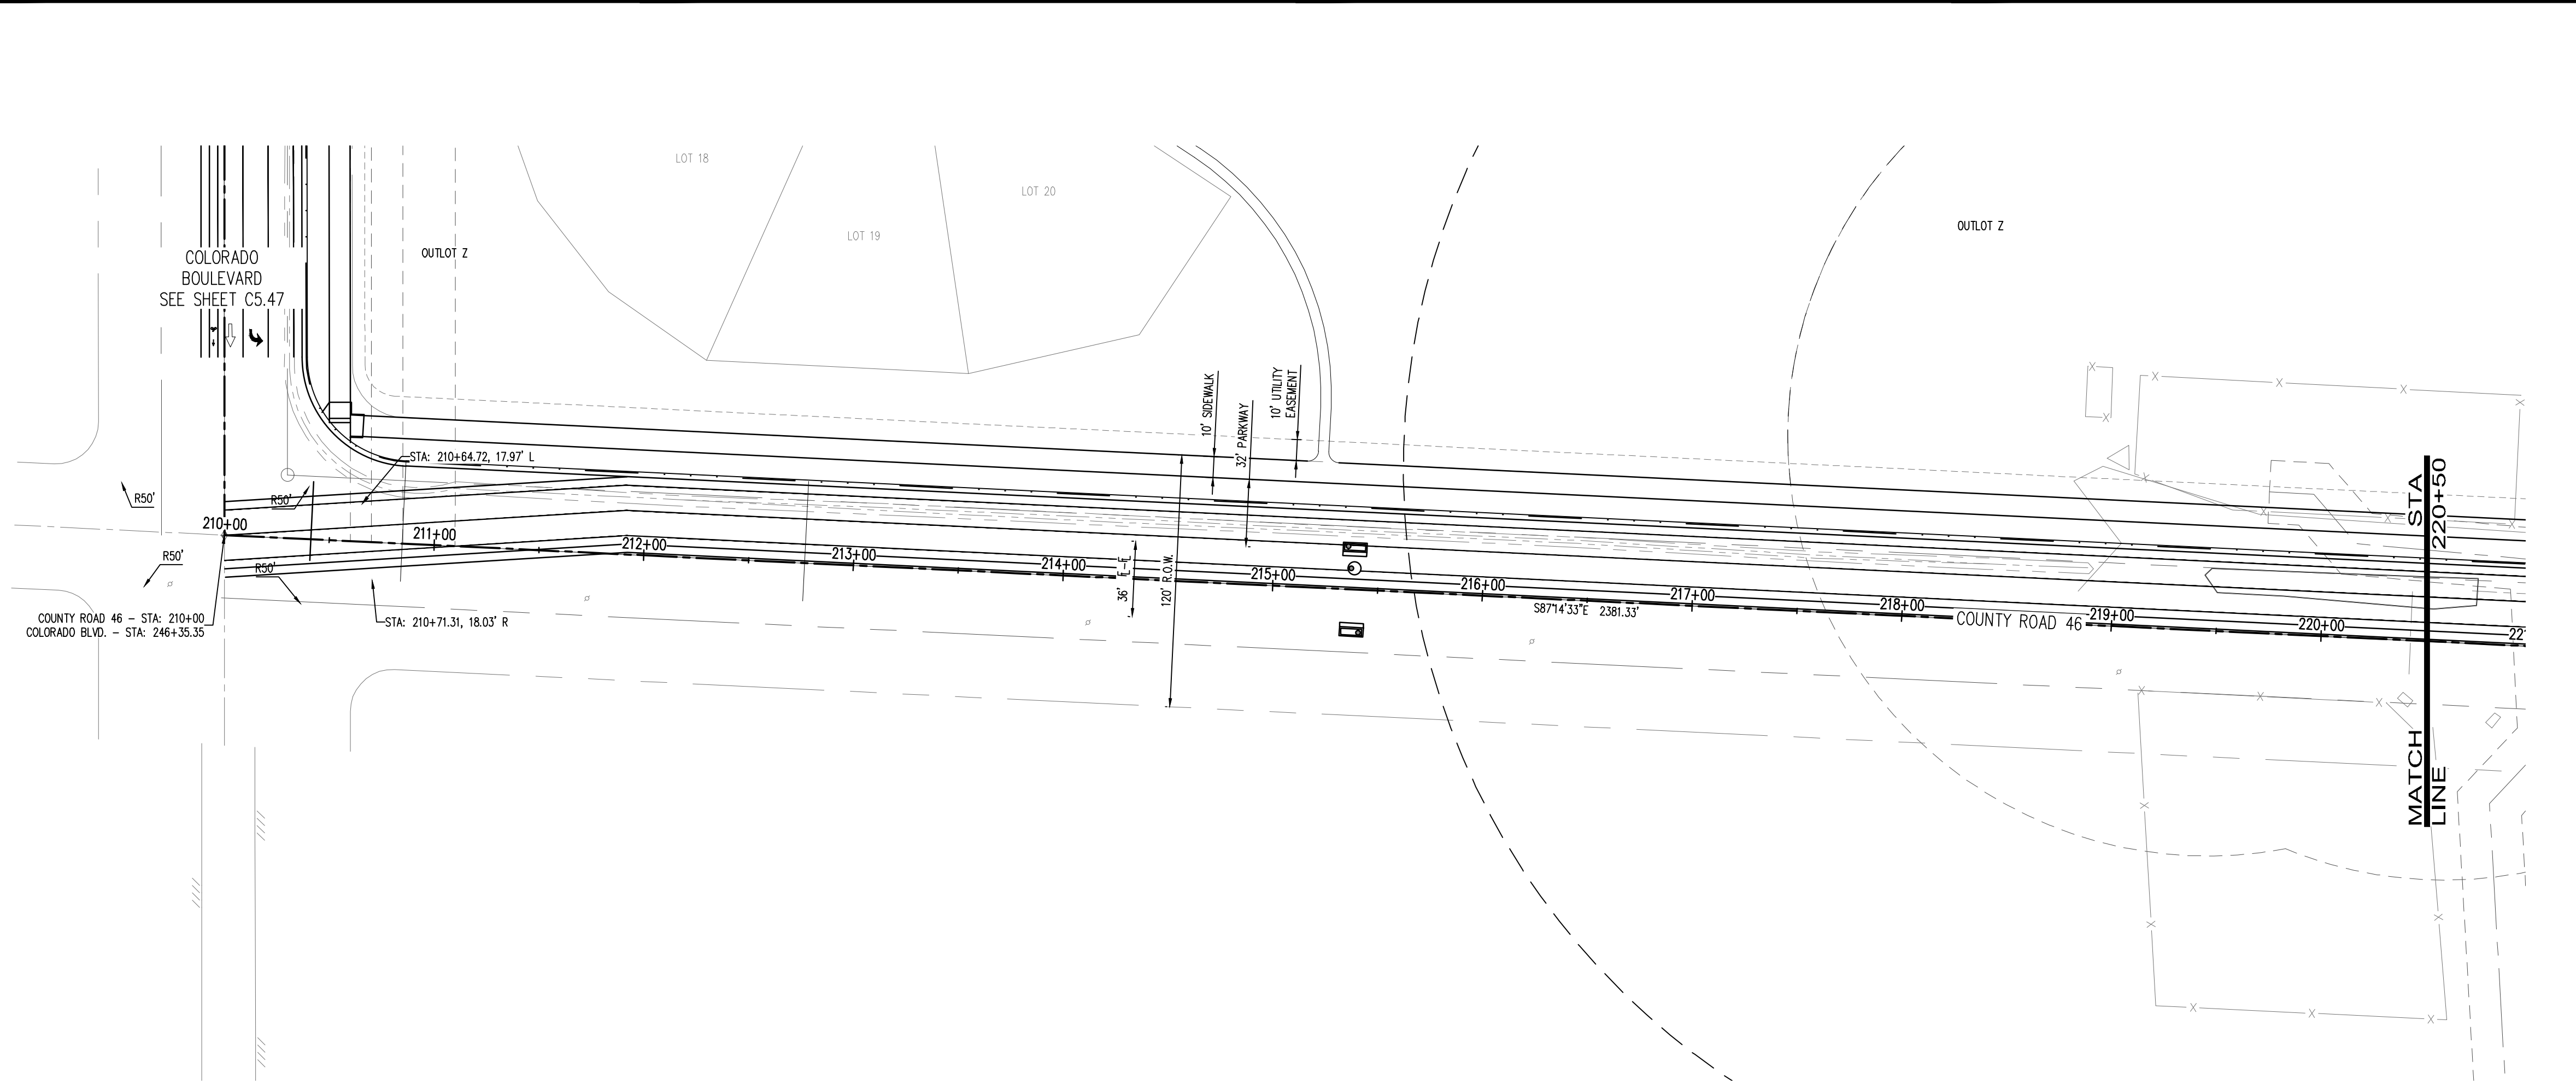 LOT 18
LOT 20
LOT 19
OUTLOT Z
OUTLOT Z
COLORADO
BOULEVARD
SEE SHEET C5.47
10' SIDEWALK
32' PARKWAY
10' UTILITY
EASEMENT
STA: 210+64.72, 17.97' L
R50'
R50'
R50'
R50'
210+00
211+00
212+00
213+00
214+00
215+00
216+00
217+00
218+00
219+00
220+00
22
36' E-E
120' R.O.W.
S87°14'33"E 2381.33'
COUNTY ROAD 46
COUNTY ROAD 46 - STA: 210+00
COLORADO BLVD. - STA: 246+35.35
STA: 210+71.31, 18.03' R
MATCH STA
LINE 220+50